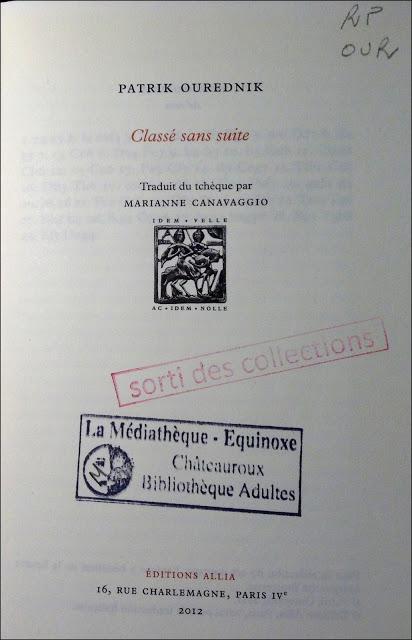 RP
OUR
PATRIK OUREDNIK
Classé sans suite
Traduit du tchèque par
MARIANNE CANAVAGGIO
IDEM • VELLE
AC • IDEM • NOLLE
sorti des collections
La Médiathèque - Equinoxe
Châteauroux
Bibliothèque Adultes
ÉDITIONS ALLIA
16, RUE CHARLEMAGNE, PARIS IVe
2012